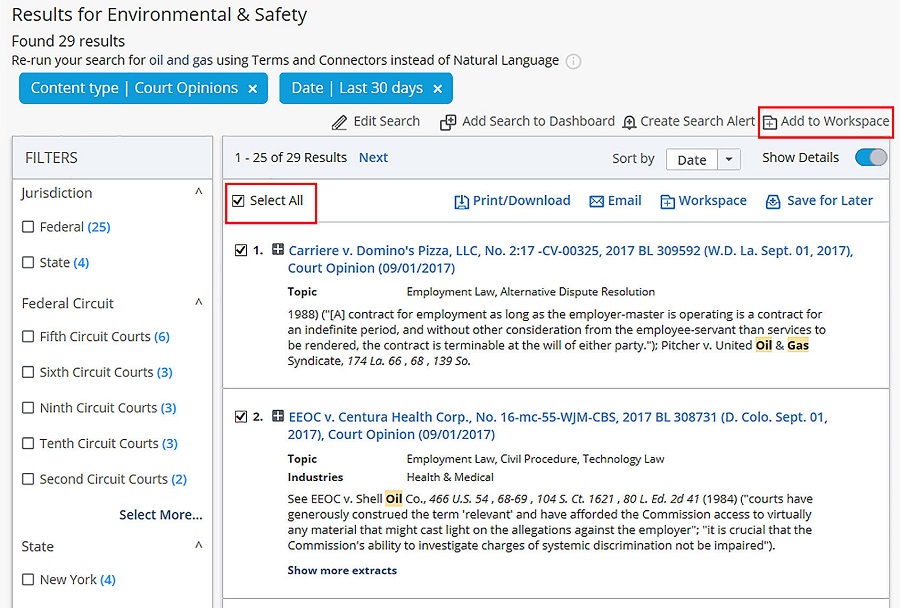 Results for Environmental & Safety
Found 29 results
Re-run your search for oil and gas using Terms and Connectors instead of Natural Language i
Content type | Court Opinions ×
Date | Last 30 days ×
Edit Search
Add Search to Dashboard
Create Search Alert
Add to Workspace
FILTERS
Jurisdiction
Federal (25)
State (4)
Federal Circuit
Fifth Circuit Courts (6)
Sixth Circuit Courts (3)
Ninth Circuit Courts (3)
Tenth Circuit Courts (3)
Second Circuit Courts (2)
Select More...
State
New York (4)
1 - 25 of 29 Results Next
Sort by Date
Show Details
Select All
Print/Download
Email
Workspace
Save for Later
1. Carriere v. Domino's Pizza, LLC, No. 2:17 -CV-00325, 2017 BL 309592 (W.D. La. Sept. 01, 2017),
Court Opinion (09/01/2017)
Topic Employment Law, Alternative Dispute Resolution
1988) ("[A] contract for employment as long as the employer-master is operating is a contract for
an indefinite period, and without other consideration from the employee-servant than services to
be rendered, the contract is terminable at the will of either party."); Pitcher v. United Oil & Gas
Syndicate, 174 La. 66 , 68 , 139 So.
2. EEOC v. Centura Health Corp., No. 16-mc-55-WJM-CBS, 2017 BL 308731 (D. Colo. Sept. 01,
2017), Court Opinion (09/01/2017)
Topic Employment Law, Civil Procedure, Technology Law
Industries Health & Medical
See EEOC v. Shell Oil Co., 466 U.S. 54 , 68-69 , 104 S. Ct. 1621 , 80 L. Ed. 2d 41 (1984) ("courts have
generously construed the term 'relevant' and have afforded the Commission access to virtually
any material that might cast light on the allegations against the employer"; "it is crucial that the
Commission's ability to investigate charges of systemic discrimination not be impaired").
Show more extracts